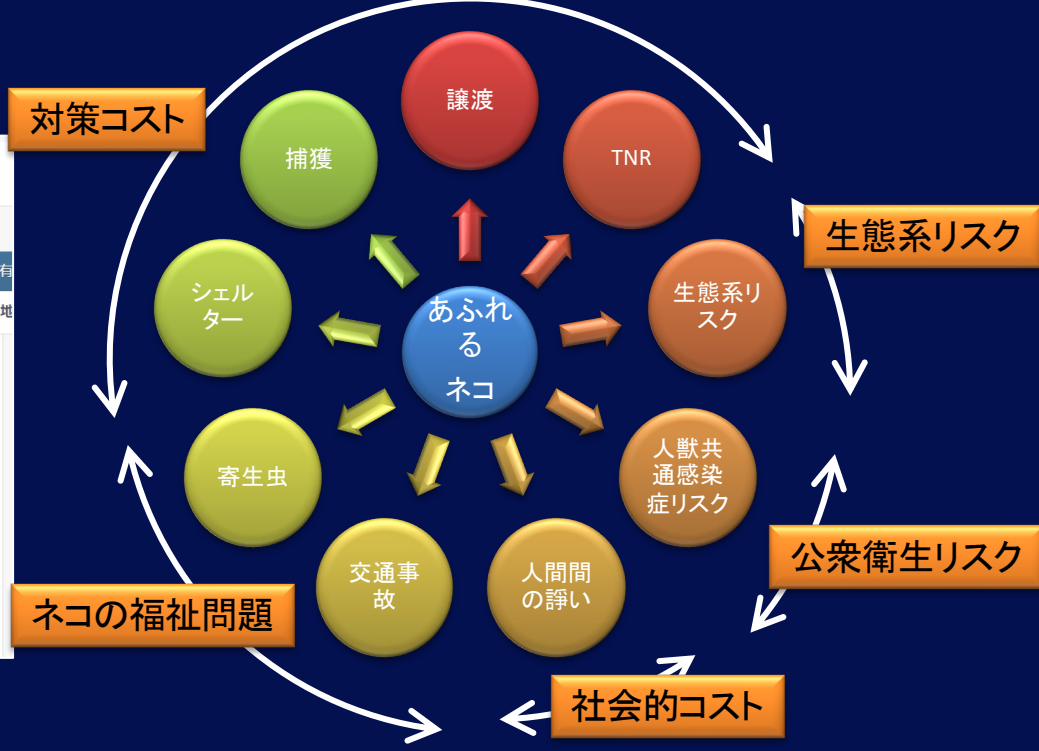 対策コスト
譲渡
捕獲
TNR
生態系リスク
シェル
ター
生態系リ
スク
あふれ
る
ネコ
有
地
寄生虫
人獣共
通感染
症リスク
公衆衛生リスク
交通事
故
人間間
の諍い
ネコの福祉問題
社会的コスト